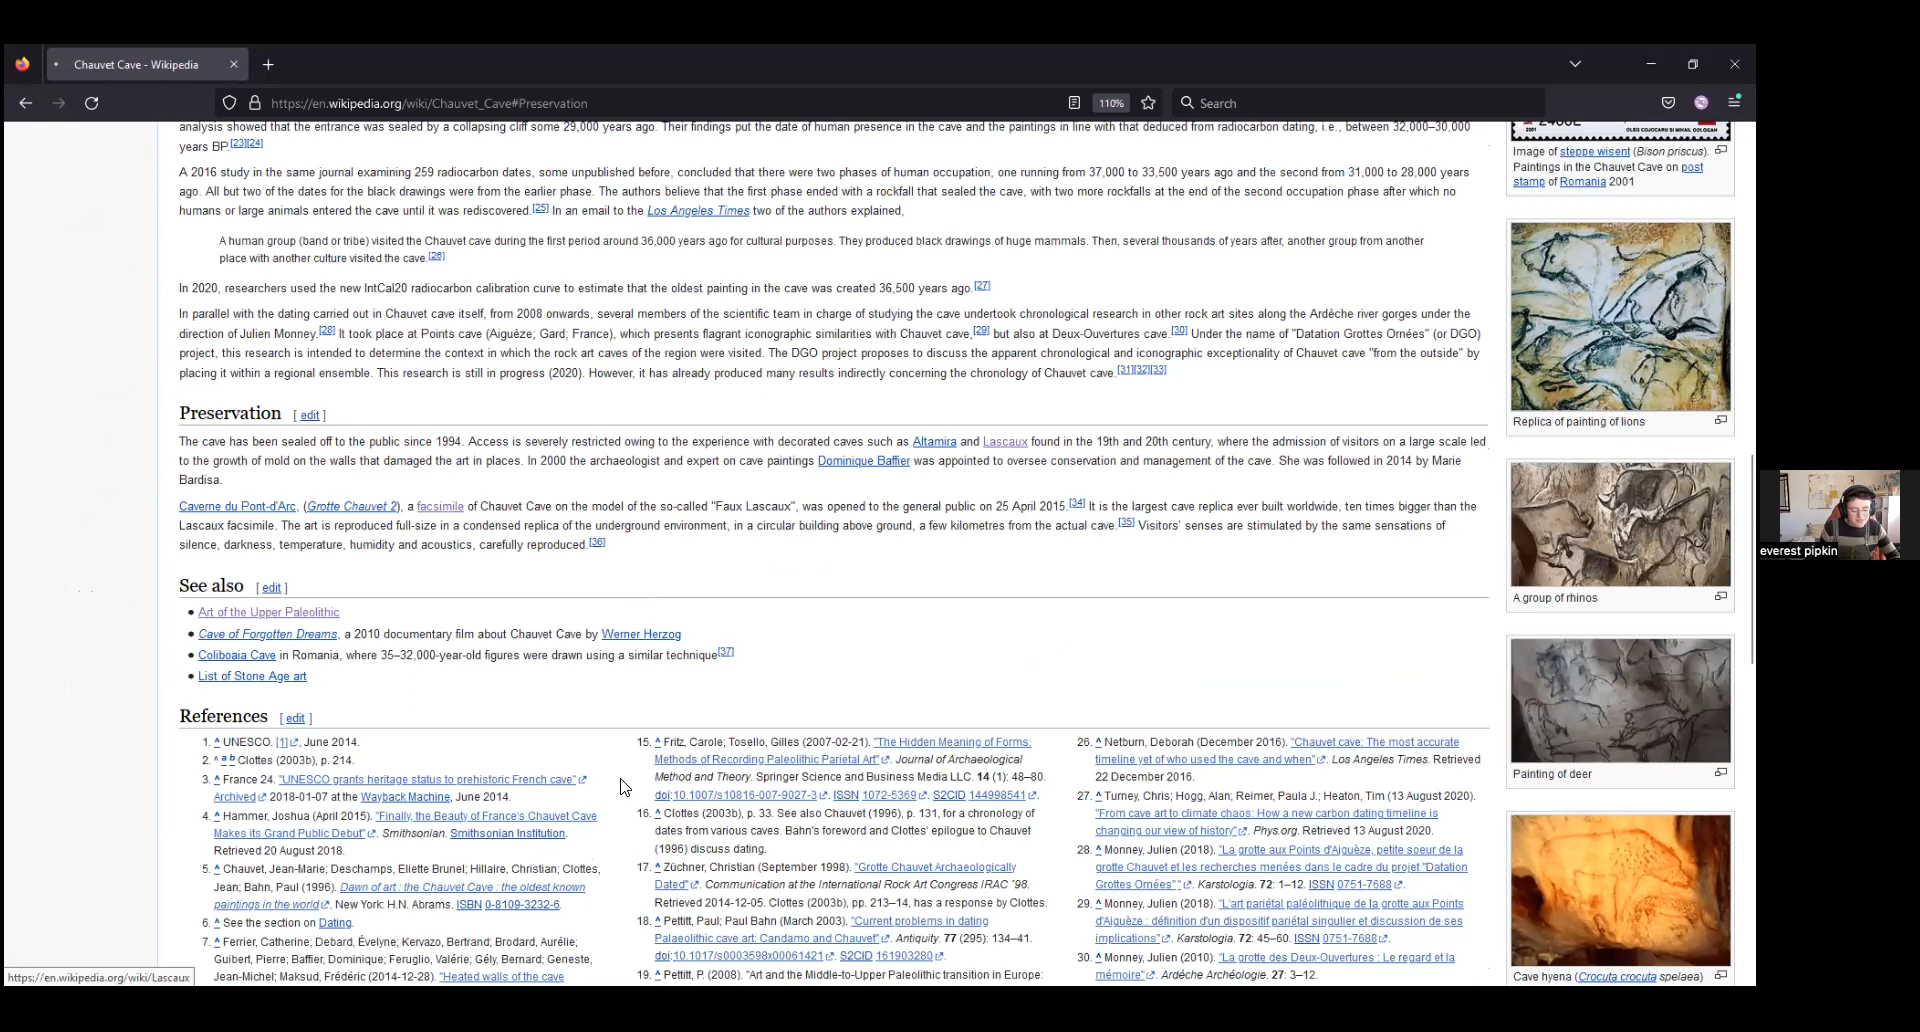 Chauvet Cave - Wikipedia
https://en.wikipedia.org/wiki/Chauvet_Cave#Preservation
110%
Search
analysis showed that the entrance was sealed by a collapsing cliff some 29,000 years ago. Their findings put the date of human presence in the cave and the paintings in line with that deduced from radiocarbon dating, i.e., between 32,000–30,000
years BP.[23][24]
A 2016 study in the same journal examining 259 radiocarbon dates, some unpublished before, concluded that there were two phases of human occupation, one running from 37,000 to 33,500 years ago and the second from 31,000 to 28,000 years
ago. All but two of the dates for the black drawings were from the earlier phase. The authors believe that the first phase ended with a rockfall that sealed the cave, with two more rockfalls at the end of the second occupation phase after which no
humans or large animals entered the cave until it was rediscovered.[25] In an email to the Los Angeles Times two of the authors explained,
A human group (band or tribe) visited the Chauvet cave during the first period around 36,000 years ago for cultural purposes. They produced black drawings of huge mammals. Then, several thousands of years after, another group from another
place with another culture visited the cave.[26]
In 2020, researchers used the new IntCal20 radiocarbon calibration curve to estimate that the oldest painting in the cave was created 36,500 years ago.[27]
In parallel with the dating carried out in Chauvet cave itself, from 2008 onwards, several members of the scientific team in charge of studying the cave undertook chronological research in other rock art sites along the Ardèche river gorges under the
direction of Julien Monney.[28] It took place at Points cave (Aiguèze; Gard; France), which presents flagrant iconographic similarities with Chauvet cave,[29] but also at Deux-Ouvertures cave.[30] Under the name of "Datation Grottes Ornées" (or DGO)
project, this research is intended to determine the context in which the rock art caves of the region were visited. The DGO project proposes to discuss the apparent chronological and iconographic exceptionality of Chauvet cave "from the outside" by
placing it within a regional ensemble. This research is still in progress (2020). However, it has already produced many results indirectly concerning the chronology of Chauvet cave.[31][32][33]
Preservation [ edit ]
The cave has been sealed off to the public since 1994. Access is severely restricted owing to the experience with decorated caves such as Altamira and Lascaux found in the 19th and 20th century, where the admission of visitors on a large scale led
to the growth of mold on the walls that damaged the art in places. In 2000 the archaeologist and expert on cave paintings Dominique Baffier was appointed to oversee conservation and management of the cave. She was followed in 2014 by Marie
Bardisa.
Caverne du Pont-d'Arc, (Grotte Chauvet 2), a facsimile of Chauvet Cave on the model of the so-called "Faux Lascaux", was opened to the general public on 25 April 2015.[34] It is the largest cave replica ever built worldwide, ten times bigger than the
Lascaux facsimile. The art is reproduced full-size in a condensed replica of the underground environment, in a circular building above ground, a few kilometres from the actual cave.[35] Visitors' senses are stimulated by the same sensations of
silence, darkness, temperature, humidity and acoustics, carefully reproduced.[36]
See also [ edit ]
Art of the Upper Paleolithic
Cave of Forgotten Dreams, a 2010 documentary film about Chauvet Cave by Werner Herzog
Coliboaia Cave in Romania, where 35–32,000-year-old figures were drawn using a similar technique[37]
List of Stone Age art
References [ edit ]
1. ^ UNESCO. [1], June 2014.
2. ^ a b Clottes (2003b), p. 214.
3. ^ France 24. "UNESCO grants heritage status to prehistoric French cave"
Archived 2018-01-07 at the Wayback Machine, June 2014.
4. ^ Hammer, Joshua (April 2015). "Finally, the Beauty of France's Chauvet Cave
Makes its Grand Public Debut". Smithsonian. Smithsonian Institution.
Retrieved 20 August 2018.
5. ^ Chauvet, Jean-Marie; Deschamps, Eliette Brunel; Hillaire, Christian; Clottes,
Jean; Bahn, Paul (1996). Dawn of art : the Chauvet Cave : the oldest known
paintings in the world. New York: H.N. Abrams. ISBN 0-8109-3232-6.
6. ^ See the section on Dating.
7. ^ Ferrier, Catherine; Debard, Évelyne; Kervazo, Bertrand; Brodard, Aurélie;
Guibert, Pierre; Baffier, Dominique; Feruglio, Valérie; Gély, Bernard; Geneste,
Jean-Michel; Maksud, Frédéric (2014-12-28). "Heated walls of the cave
15. ^ Fritz, Carole; Tosello, Gilles (2007-02-21). "The Hidden Meaning of Forms:
Methods of Recording Paleolithic Parietal Art". Journal of Archaeological
Method and Theory. Springer Science and Business Media LLC. 14 (1): 48–80.
doi:10.1007/s10816-007-9027-3. ISSN 1072-5369. S2CID 144998541.
16. ^ Clottes (2003b), p. 33. See also Chauvet (1996), p. 131, for a chronology of
dates from various caves. Bahn's foreword and Clottes' epilogue to Chauvet
(1996) discuss dating.
17. ^ Züchner, Christian (September 1998). "Grotte Chauvet Archaeologically
Dated". Communication at the International Rock Art Congress IRAC ´98.
Retrieved 2014-12-05. Clottes (2003b), pp. 213–14, has a response by Clottes.
18. ^ Pettitt, Paul; Paul Bahn (March 2003). "Current problems in dating
Palaeolithic cave art: Candamo and Chauvet". Antiquity. 77 (295): 134–41.
doi:10.1017/s0003598x00061421. S2CID 161903280.
19. ^ Pettitt, P. (2008). "Art and the Middle-to-Upper Paleolithic transition in Europe:
26. ^ Netburn, Deborah (December 2016). "Chauvet cave: The most accurate
timeline yet of who used the cave and when". Los Angeles Times. Retrieved
22 December 2016.
27. ^ Turney, Chris; Hogg, Alan; Reimer, Paula J.; Heaton, Tim (13 August 2020).
"From cave art to climate chaos: How a new carbon dating timeline is
changing our view of history". Phys.org. Retrieved 13 August 2020.
28. ^ Monney, Julien (2018). "La grotte aux Points d'Aiguèze, petite soeur de la
grotte Chauvet et les recherches menées dans le cadre du projet "Datation
Grottes Ornées" ". Karstologia. 72: 1–12. ISSN 0751-7688.
29. ^ Monney, Julien (2018). "L'art pariétal paléolithique de la grotte aux Points
d'Aiguèze : définition d'un dispositif pariétal singulier et discussion de ses
implications". Karstologia. 72: 45–60. ISSN 0751-7688.
30. ^ Monney, Julien (2010). "La grotte des Deux-Ouvertures : Le regard et la
mémoire". Ardèche Archéologie. 27: 3–12.
2001 OLEG COJOCARU SI MIHAIL GOLOGAN
Image of steppe wisent (Bison priscus).
Paintings in the Chauvet Cave on post
stamp of Romania 2001
Replica of painting of lions
A group of rhinos
Painting of deer
Cave hyena (Crocuta crocuta spelaea)
everest pipkin
https://en.wikipedia.org/wiki/Lascaux